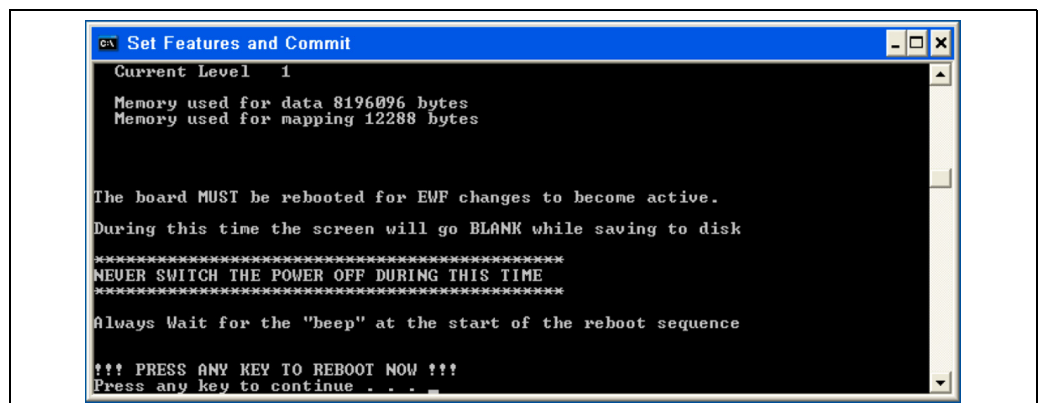 Set Features and Commit
Current Level 1
Memory used for data 8196096 bytes
Memory used for mapping 12288 bytes
The board MUST be rebooted for EWF changes to become active.
During this time the screen will go BLANK while saving to disk
*********************************************
NEVER SWITCH THE POWER OFF DURING THIS TIME
*********************************************
Always Wait for the "beep" at the start of the reboot sequence
!!! PRESS ANY KEY TO REBOOT NOW !!!
Press any key to continue . . . _